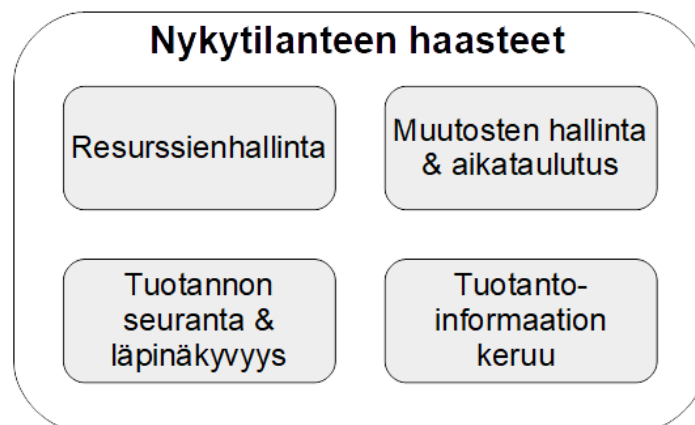 Nykytilanteen haasteet
Resurssienhallinta
Muutosten hallinta
& aikataulutus
Tuotannon
seuranta &
läpinäkyvyys
Tuotanto-
informaation
keruu